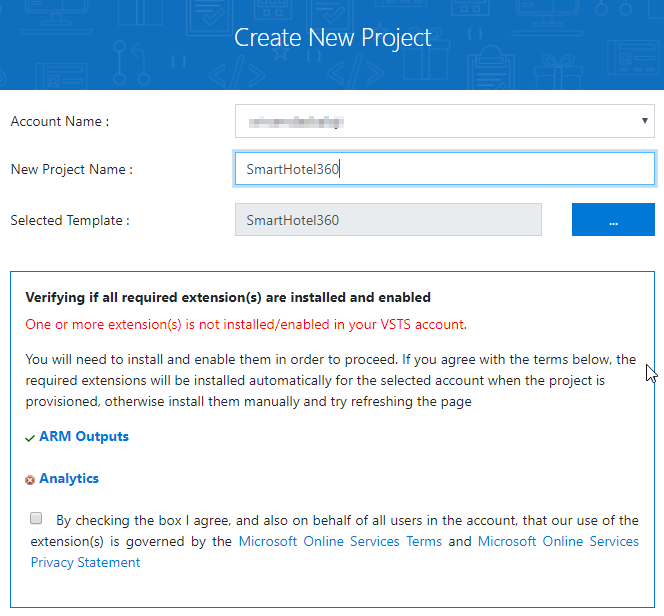 Create New Project
Account Name :
New Project Name :
SmartHotel360
Selected Template :
SmartHotel360
...
Verifying if all required extension(s) are installed and enabled
One or more extension(s) is not installed/enabled in your VSTS account.
You will need to install and enable them in order to proceed. If you agree with the terms below, the
required extensions will be installed automatically for the selected account when the project is
provisioned, otherwise install them manually and try refreshing the page
ARM Outputs
Analytics
By checking the box I agree, and also on behalf of all users in the account, that our use of the
extension(s) is governed by the Microsoft Online Services Terms and Microsoft Online Services
Privacy Statement